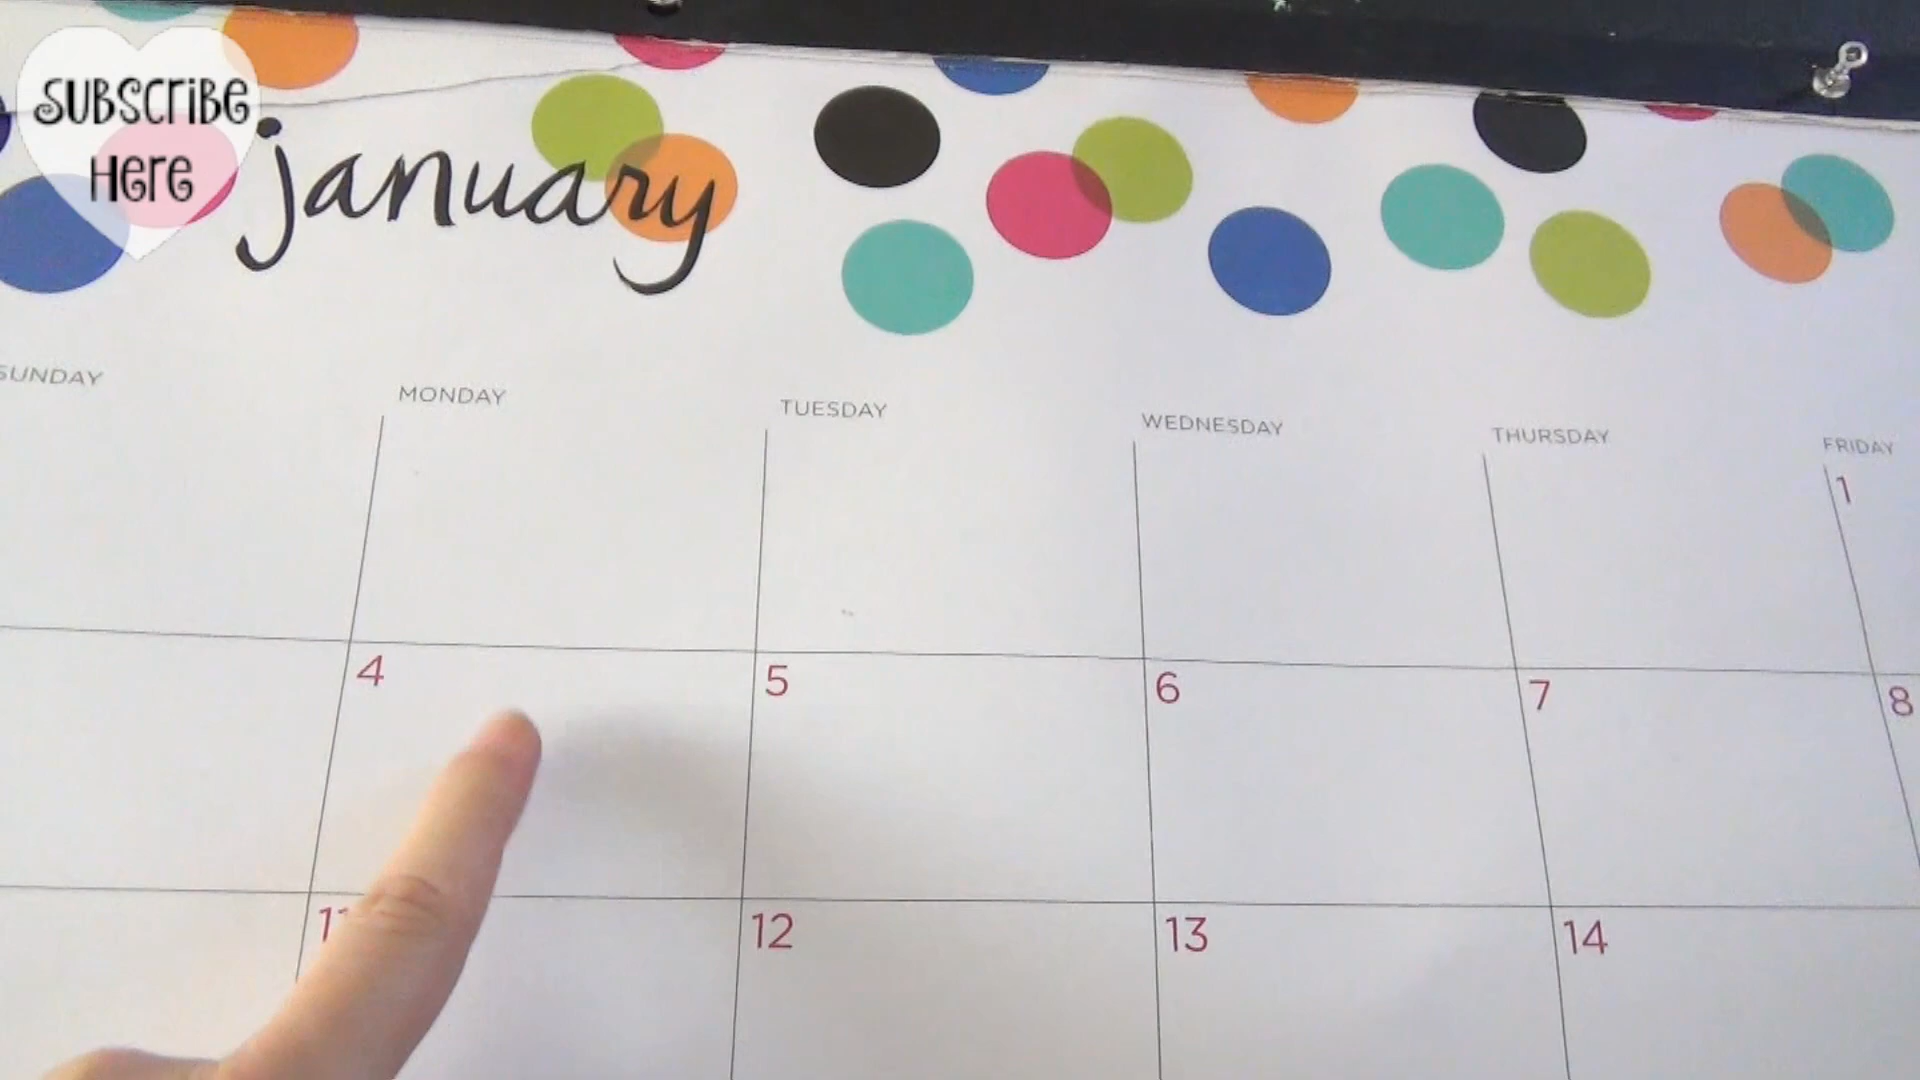 SUBSCRIBE
HERE
january
SUNDAY MONDAY TUESDAY WEDNESDAY THURSDAY FRIDAY
1
4 5 6 7 8
12 13 14